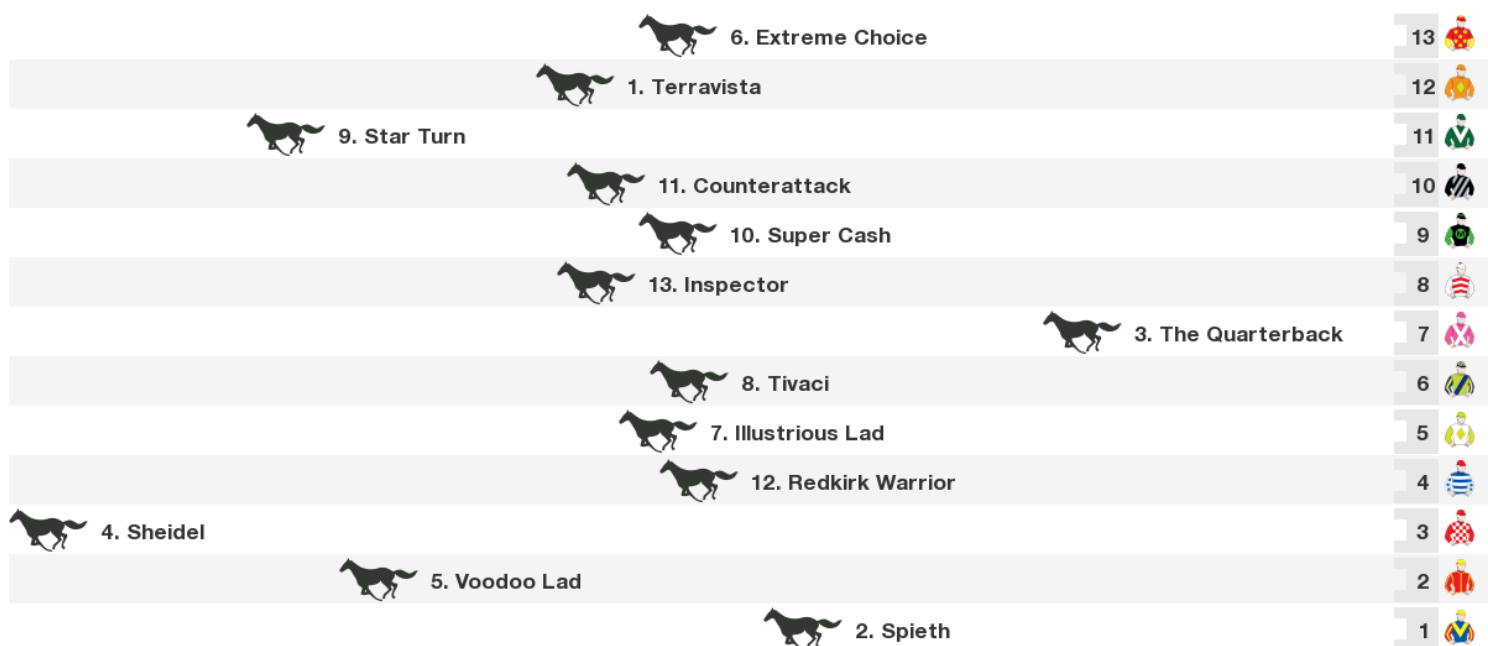 6. Extreme Choice 13
1. Terravista 12
9. Star Turn 11
11. Counterattack 10
10. Super Cash 9 M
13. Inspector 8
3. The Quarterback 7
8. Tivaci 6
7. Illustrious Lad 5
12. Redkirk Warrior 4
4. Sheidel 3
5. Voodoo Lad 2
2. Spieth 1